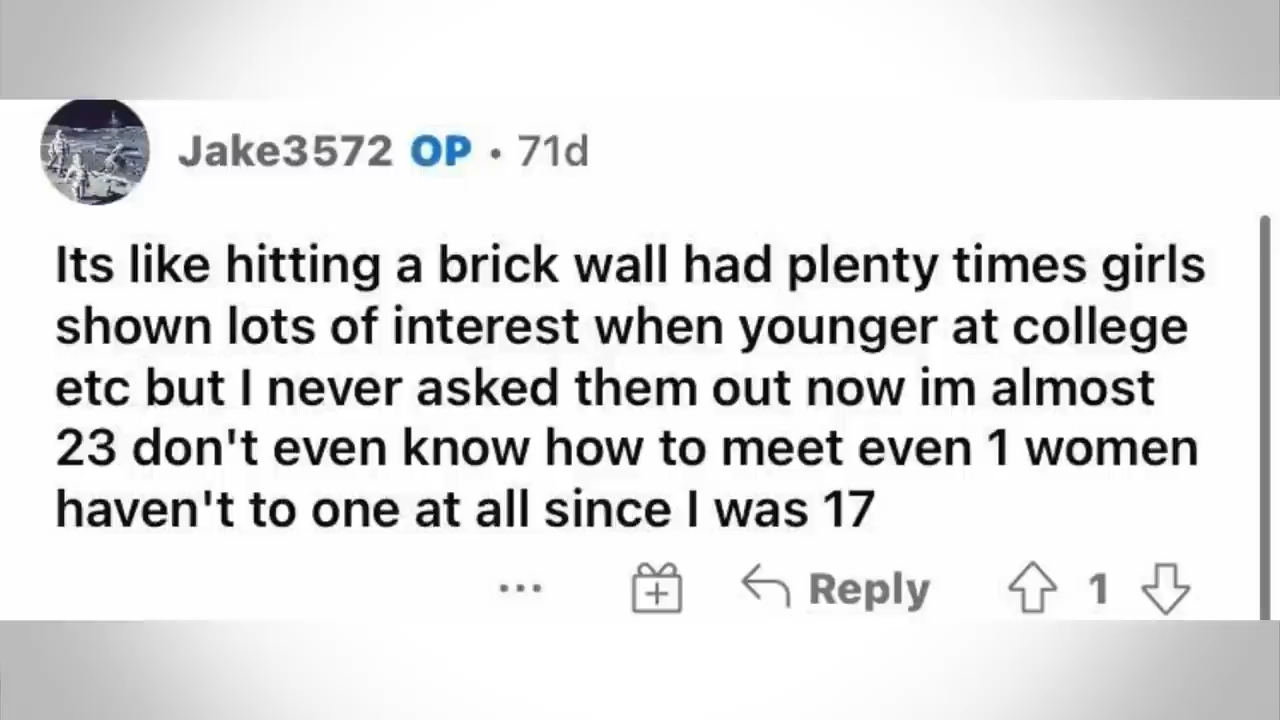 Jake3572 OP · 71d
Its like hitting a brick wall had plenty times girls
shown lots of interest when younger at college
etc but I never asked them out now im almost
23 don't even know how to meet even 1 women
haven't to one at all since I was 17
... Reply 1